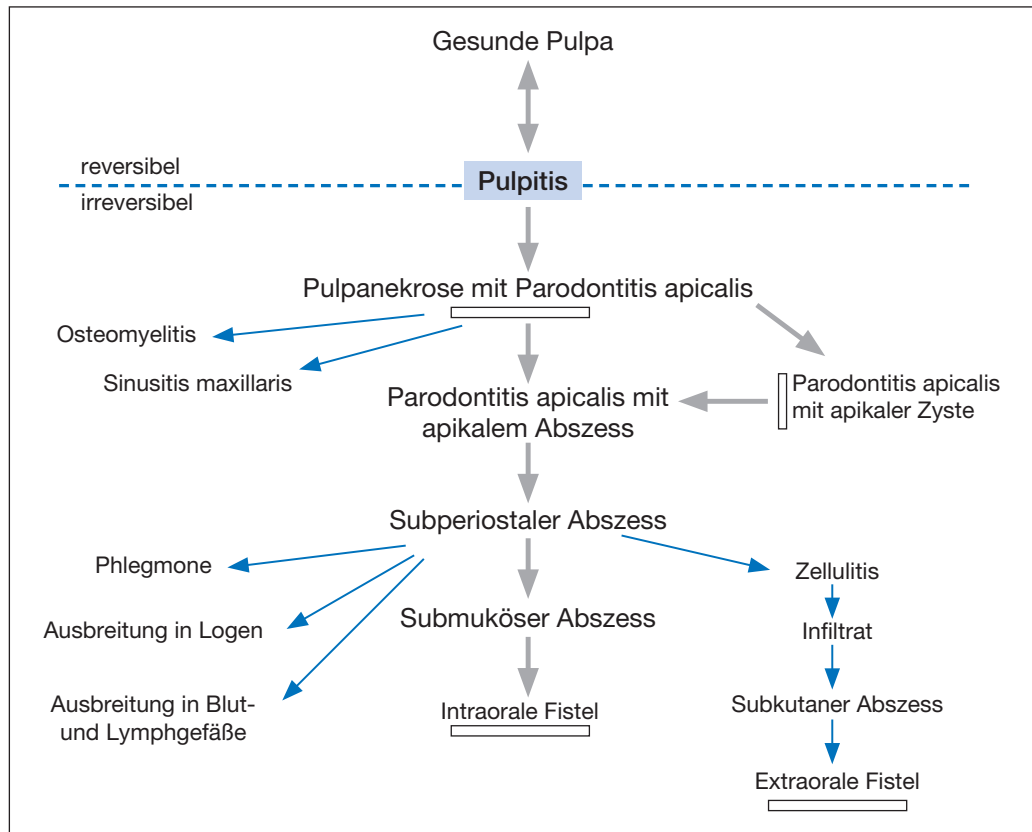 Gesunde Pulpa
reversibel
Pulpitis
irreversibel
Pulpanekrose mit Parodontitis apicalis
Osteomyelitis
Sinusitis maxillaris
Parodontitis apicalis mit
apikalem Abszess
Parodontitis apicalis
mit apikaler Zyste
Subperiostaler Abszess
Phlegmone
Zellulitis
Ausbreitung in Logen
Submuköser Abszess
Infiltrat
Ausbreitung in Blut-
und Lymphgefäße
Intraorale Fistel
Subkutaner Abszess
Extraorale Fistel